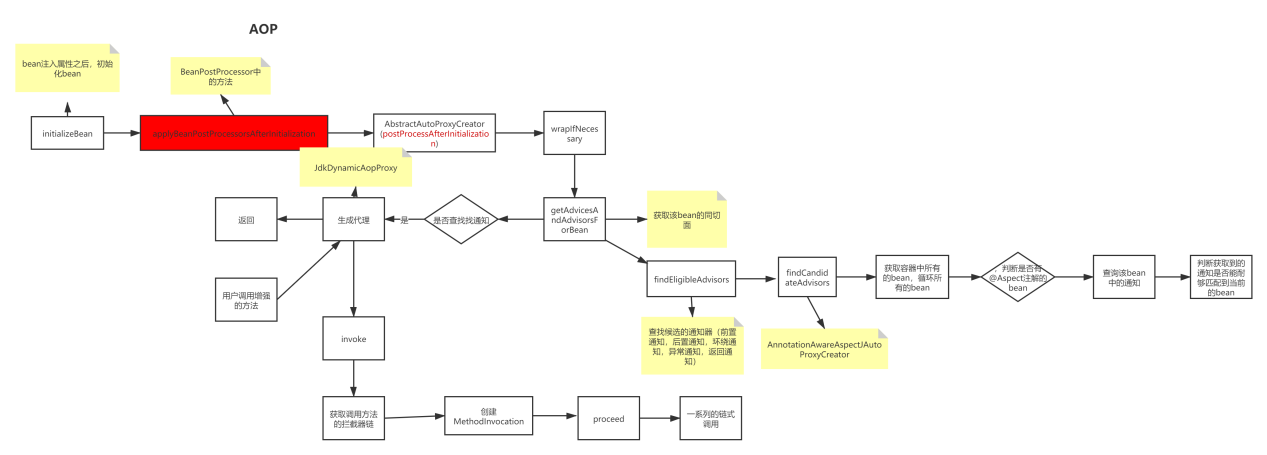 AOP
bean注入属性之后，初始
化bean
BeanPostProcessor中
的方法
initializeBean
applyBeanPostProcessorsAfterInitialization
AbstractAutoProxyCreator
(postProcessAfterInitializatio
n)
wrapIfNeces
sary
JdkDynamicAopProxy
返回
生成代理
是
是否查找找通知
getAdvicesA
ndAdvisorsF
orBean
获取该bean的同切
面
用户调用增强
的方法
findEligibleAdvisors
findCandid
ateAdvisors
获取容器中所有
的bean，循环所
有的bean
，判断是否有
@Aspect注解的
bean
查询该bean
中的通知
判断获取到的
通知是否能耐
够匹配到当前
的bean
invoke
查找候选的通知器（前置
通知，后置通知，环绕通
知，异常通知，返回通
知）
AnnotationAwareAspectJAuto
ProxyCreator
获取调用方法
的拦截器链
创建
MethodInvocation
proceed
一系列的链式
调用